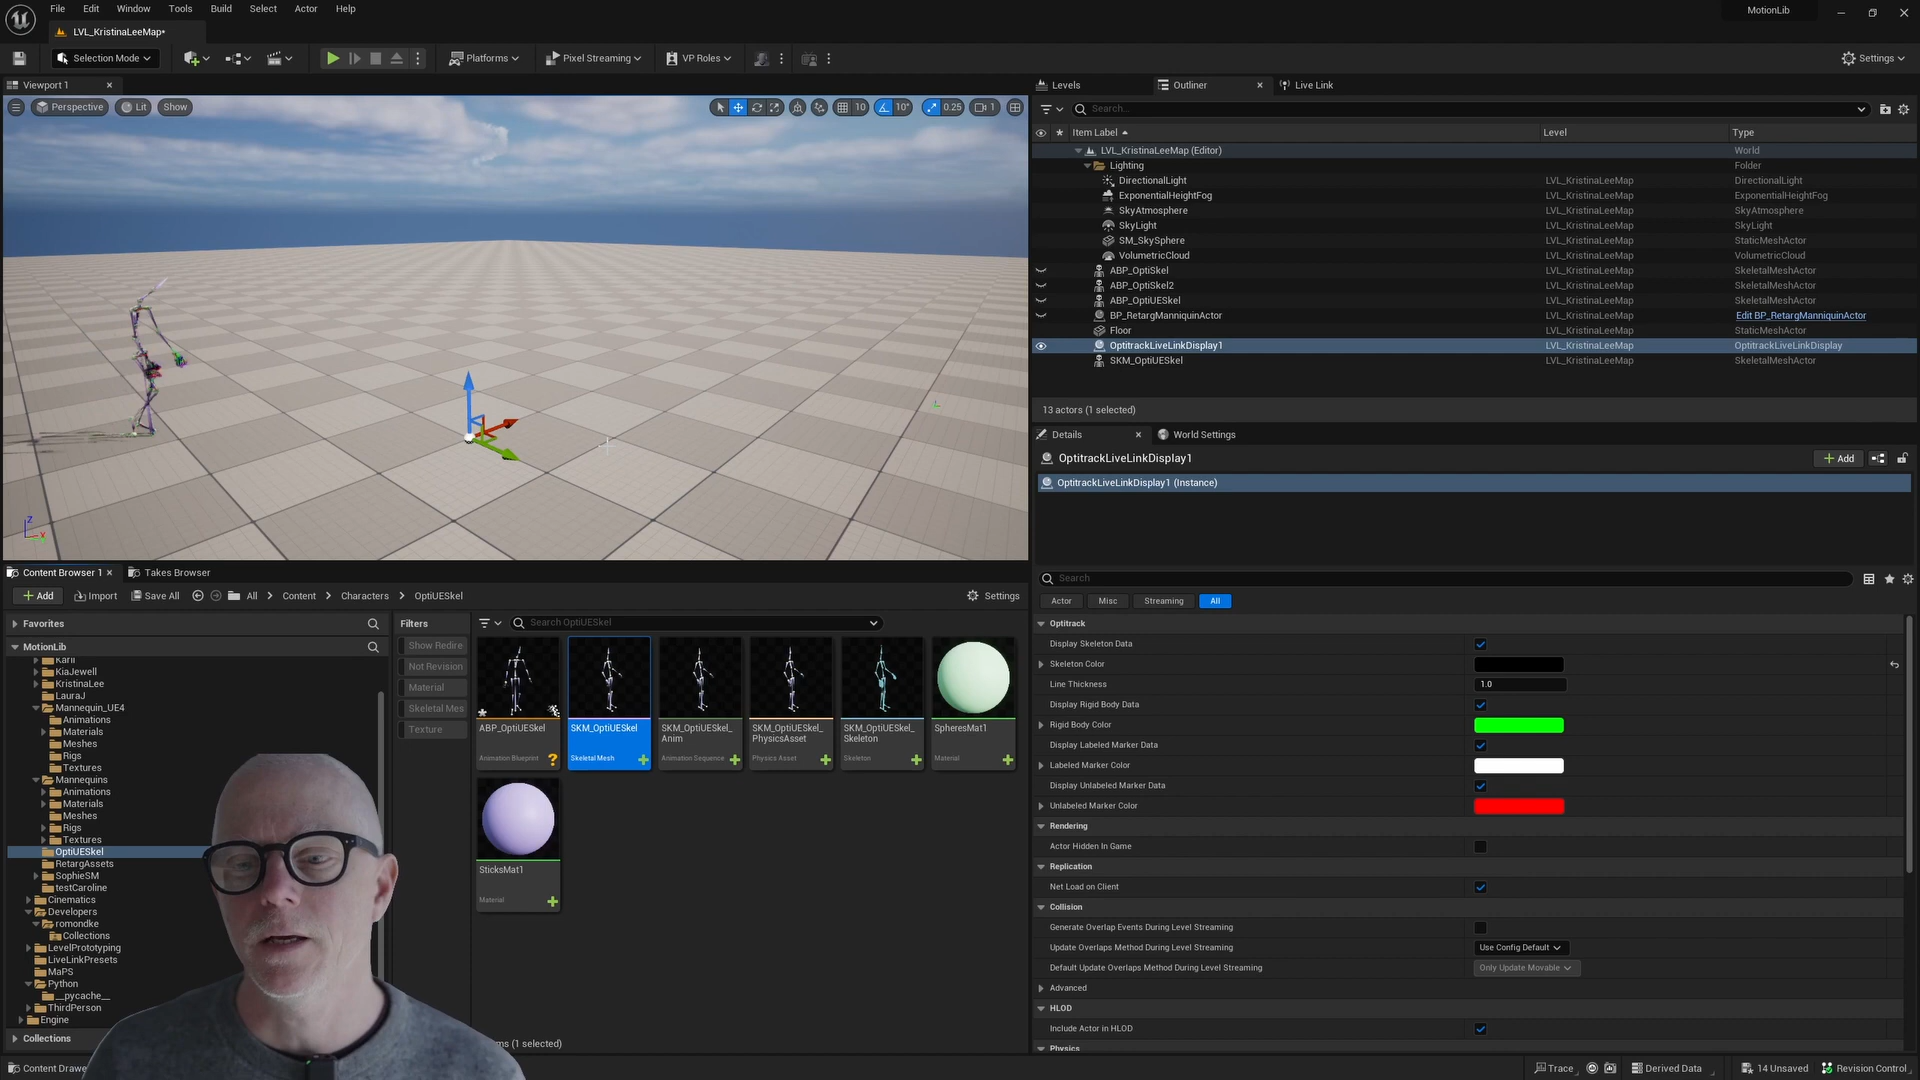 File Edit Window Tools Build Select Actor Help
MotionLib
LVL_KristinaLeeMap*
Selection Mode
Platforms
Pixel Streaming
VP Roles
Settings
Viewport 1
Perspective Lit Show
10 10° 0.25 1
Z
X
Levels Outliner Live Link
Search...
Item Label Level Type
LVL_KristinaLeeMap (Editor) World
Lighting Folder
DirectionalLight LVL_KristinaLeeMap DirectionalLight
ExponentialHeightFog LVL_KristinaLeeMap ExponentialHeightFog
SkyAtmosphere LVL_KristinaLeeMap SkyAtmosphere
SkyLight LVL_KristinaLeeMap SkyLight
SM_SkySphere LVL_KristinaLeeMap StaticMeshActor
VolumetricCloud LVL_KristinaLeeMap VolumetricCloud
ABP_OptiSkel LVL_KristinaLeeMap SkeletalMeshActor
ABP_OptiSkel2 LVL_KristinaLeeMap SkeletalMeshActor
ABP_OptiUESkel LVL_KristinaLeeMap SkeletalMeshActor
BP_RetargManniquinActor LVL_KristinaLeeMap Edit BP_RetargManniquinActor
Floor LVL_KristinaLeeMap StaticMeshActor
OptitrackLiveLinkDisplay1 LVL_KristinaLeeMap OptitrackLiveLinkDisplay
SKM_OptiUESkel LVL_KristinaLeeMap SkeletalMeshActor
13 actors (1 selected)
Details World Settings
OptitrackLiveLinkDisplay1
Add
OptitrackLiveLinkDisplay1 (Instance)
Search
Actor Misc Streaming All
Optitrack
Display Skeleton Data
Skeleton Color
Line Thickness 1.0
Display Rigid Body Data
Rigid Body Color
Display Labeled Marker Data
Labeled Marker Color
Display Unlabeled Marker Data
Unlabeled Marker Color
Rendering
Actor Hidden In Game
Replication
Net Load on Client
Collision
Generate Overlap Events During Level Streaming
Update Overlaps Method During Level Streaming Use Config Default
Default Update Overlaps Method During Level Streaming Only Update Movable
Advanced
HLOD
Include Actor in HLOD
Physics
Content Browser 1 Takes Browser
Add Import Save All All Content Characters OptiUESkel
Settings
Favorites
MotionLib
Karli
KiaJewell
KristinaLee
LauraJ
Mannequin_UE4
Animations
Materials
Meshes
Rigs
Textures
Mannequins
Animations
Materials
Meshes
Rigs
Textures
OptiUESkel
RetargAssets
SophieSM
testCaroline
Cinematics
Developers
romondke
Collections
LevelPrototyping
LiveLinkPresets
MaPS
Python
__pycache__
ThirdPerson
Engine
Collections
Filters
Show Redire
Not Revision
Material
Skeletal Mes
Texture
Search OptiUESkel
ABP_OptiUESkel
Animation Blueprint
SKM_OptiUESkel
Skeletal Mesh
SKM_OptiUESkel_
Anim
Animation Sequence
SKM_OptiUESkel_
PhysicsAsset
Physics Asset
SKM_OptiUESkel_
Skeleton
Skeleton
SpheresMat1
Material
SticksMat1
Material
ms (1 selected)
Content Drawe
Trace
Derived Data
14 Unsaved
Revision Control